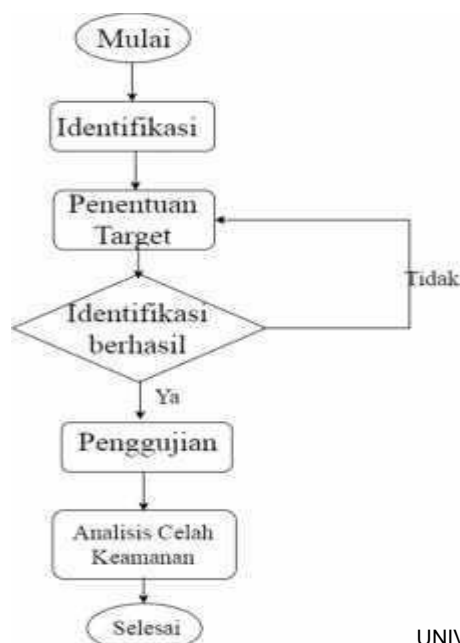 Mulai
Identifikasi
Penentuan
Target
Tidak
Identifikasi
berhasil
Ya
Penggujian
Analisis Celah
Keamanan
Selesai
UNIV